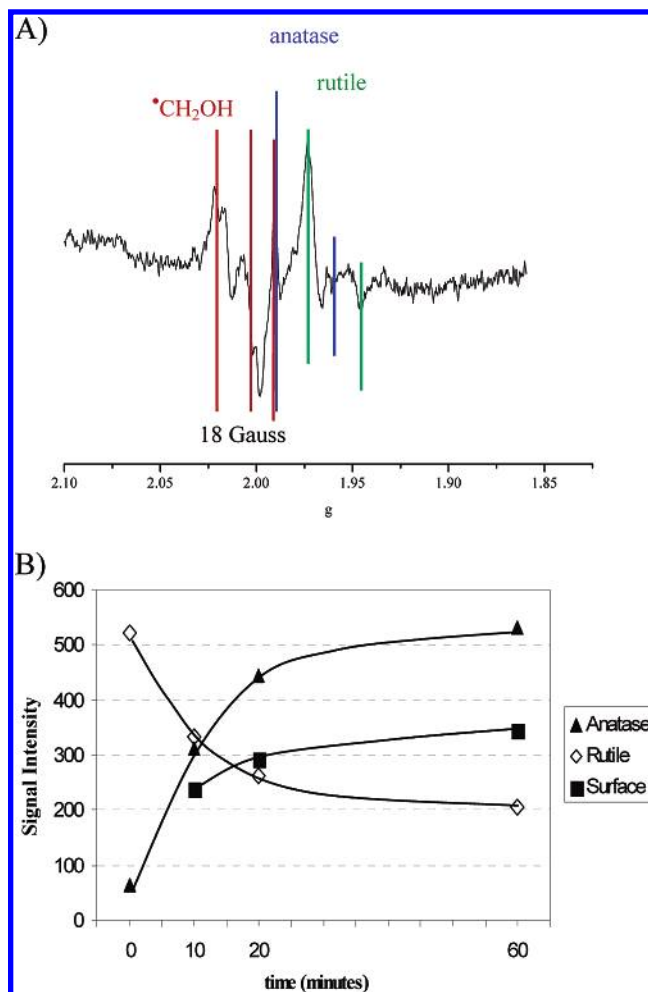 A)
anatase
rutile
•CH₂OH
18 Gauss
2.10 2.05 2.00 1.95 1.90 1.85
g
B)
600
500
400
300
200
100
0
Signal Intensity
0 10 20 60
time (minutes)
Anatase
Rutile
Surface